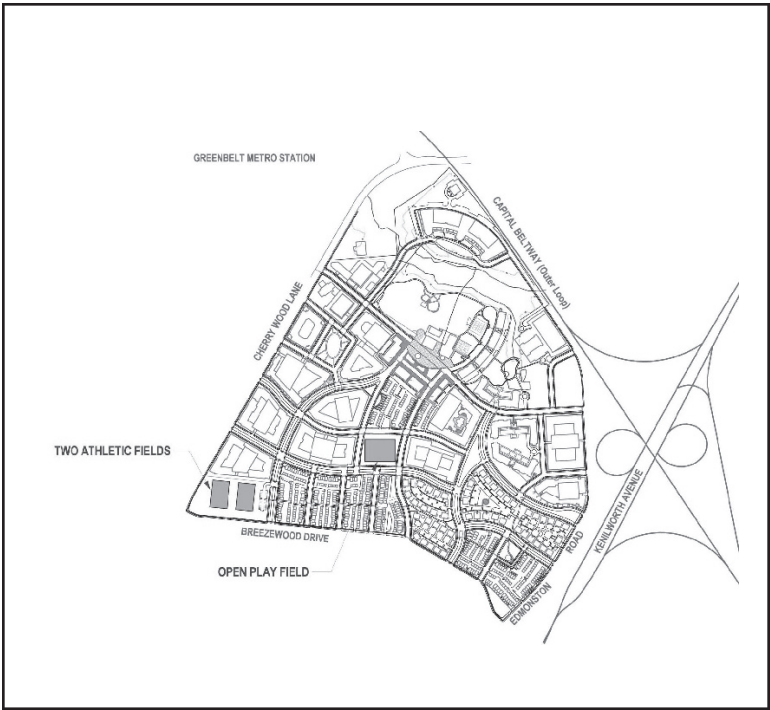 GREENBELT METRO STATION
CAPITAL BELTWAY (Outer Loop)
CHERRY WOOD LANE
TWO ATHLETIC FIELDS
BREEZEWOOD DRIVE
OPEN PLAY FIELD
EDMONSTON ROAD
KENILWORTH AVENUE